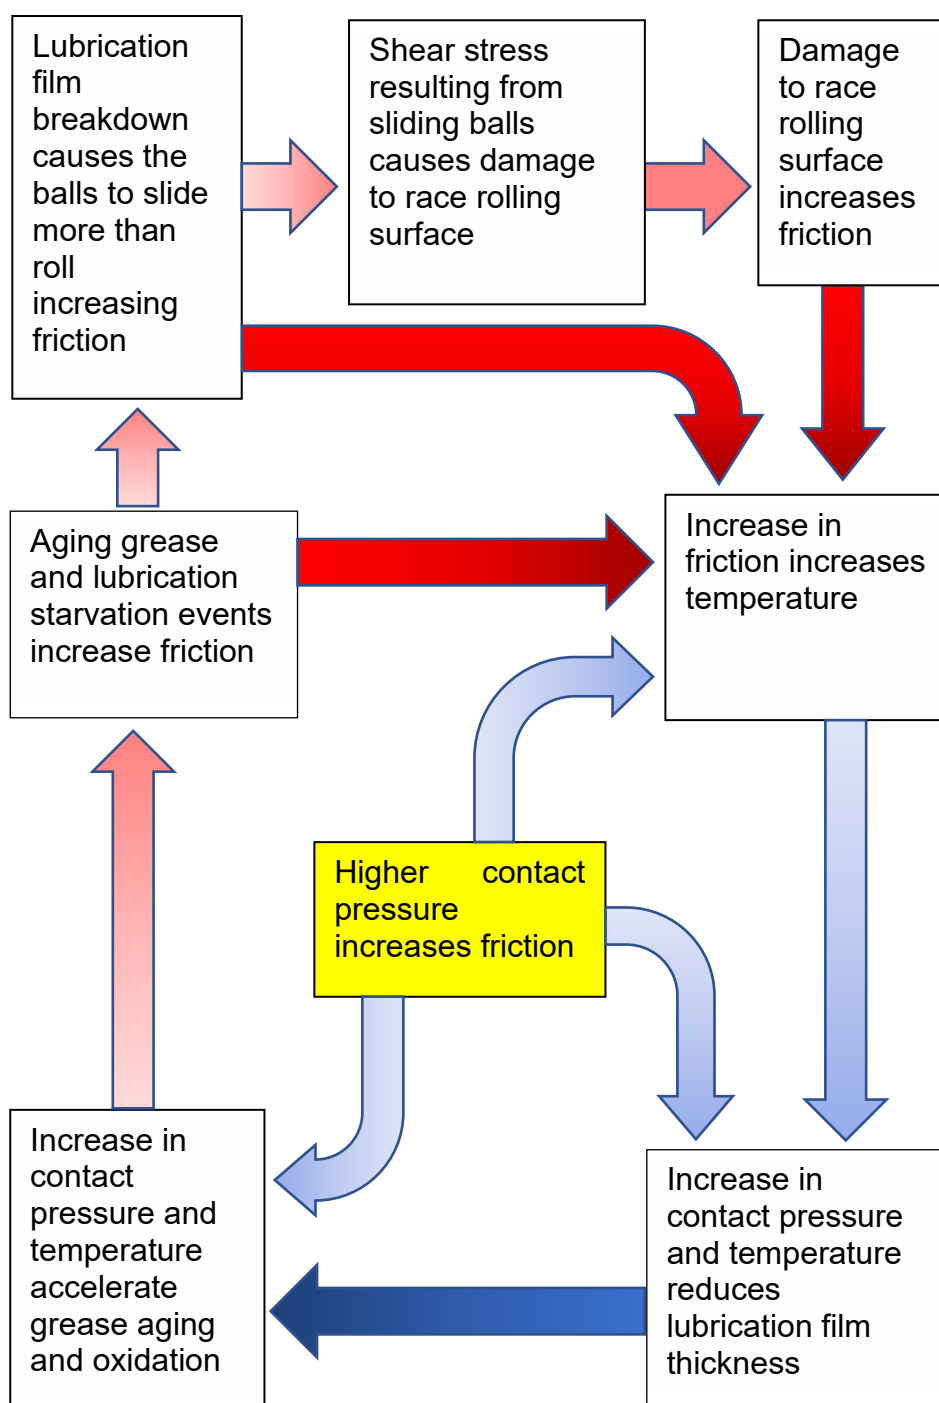 Lubrication
film
breakdown
causes the
balls to slide
more than
roll
increasing
friction
Shear stress
resulting from
sliding balls
causes damage
to race rolling
surface
Damage
to race
rolling
surface
increases
friction
Aging grease
and lubrication
starvation events
increase friction
Increase in
friction increases
temperature
Higher contact
pressure
increases friction
Increase in
contact
pressure and
temperature
accelerate
grease aging
and oxidation
Increase in
contact pressure
and temperature
reduces
lubrication film
thickness